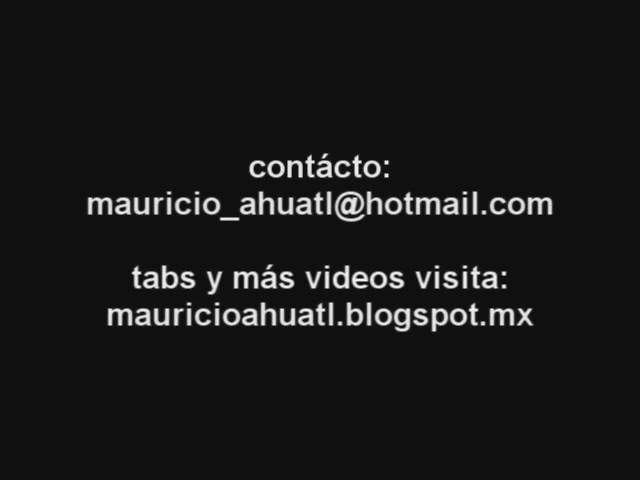 contácto:
mauricio_ahuatl@hotmail.com
tabs y más videos visita:
mauricioahuatl.blogspot.mx